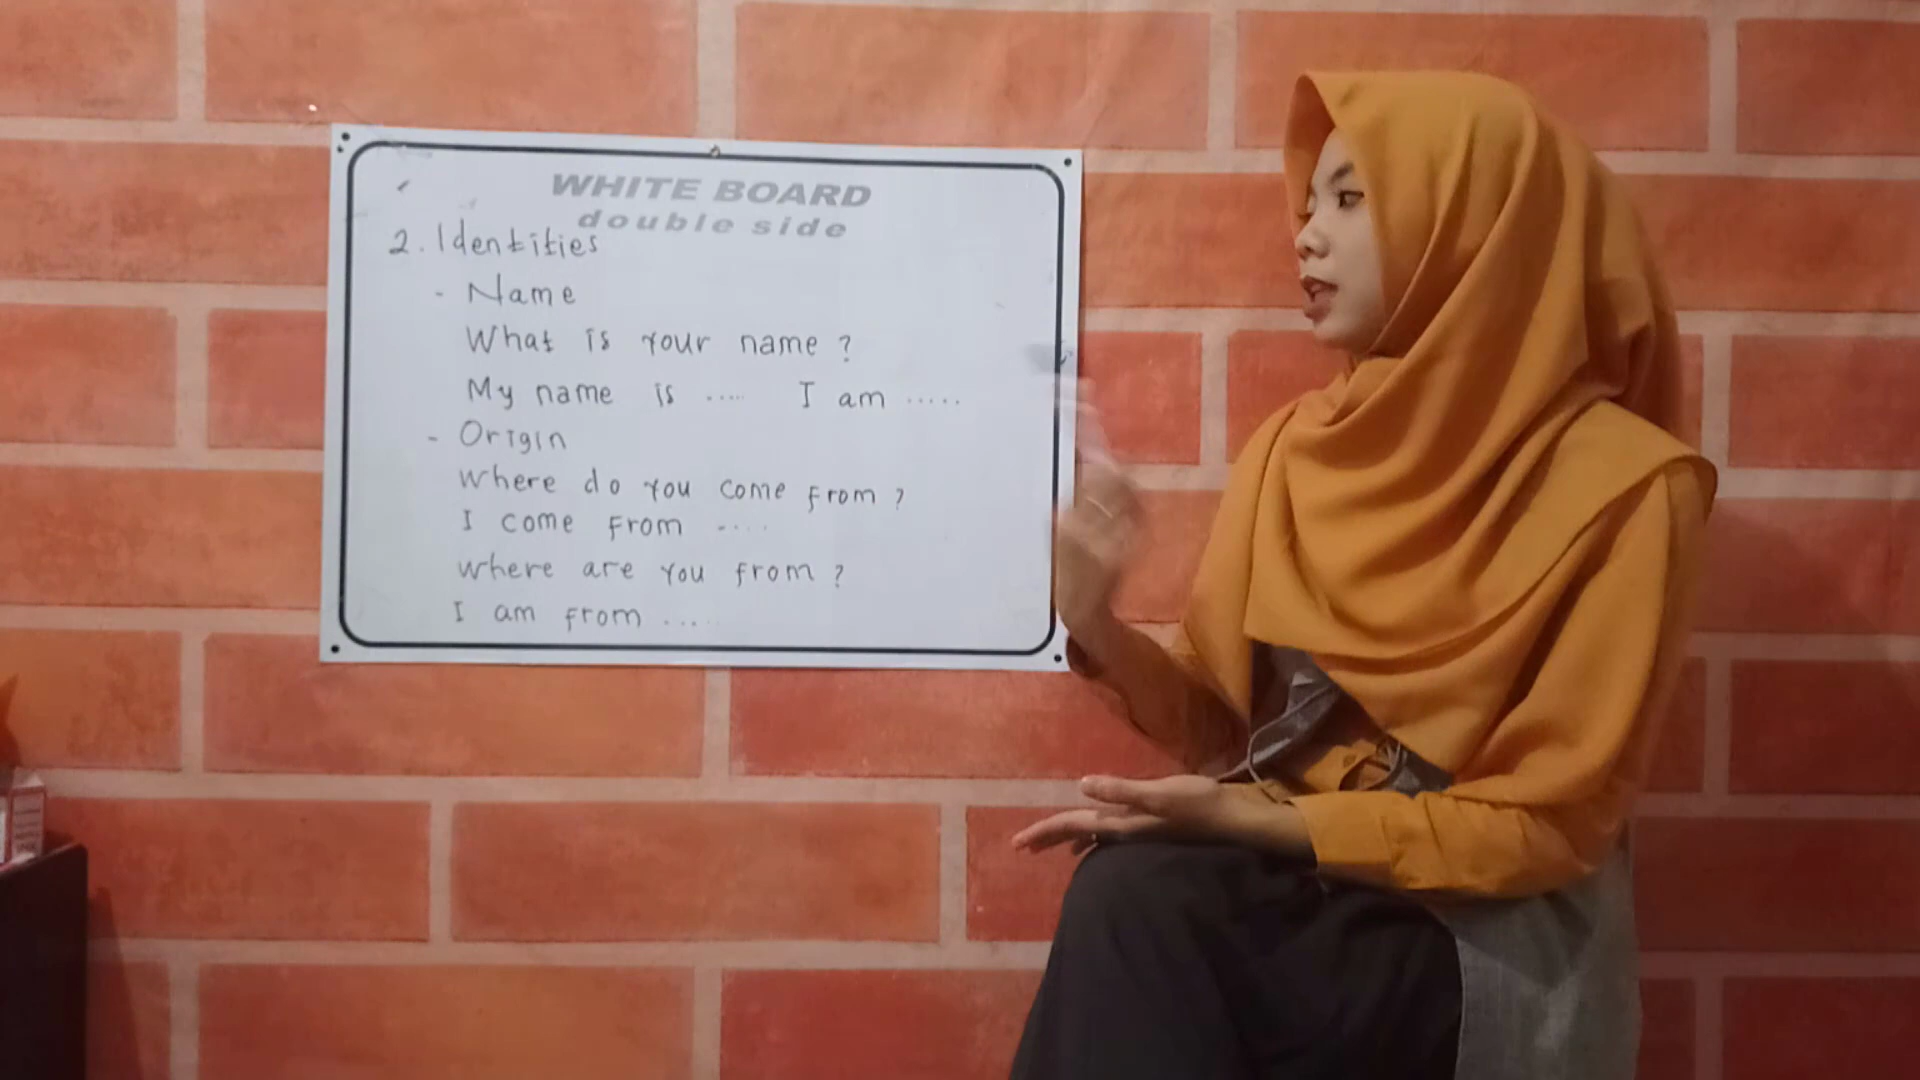 WHITE BOARD
double side
2. Identities
- Name
What is your name ?
My name is ..... I am .....
- Origin
Where do you come from ?
I come from ....
where are you from ?
I am from ....